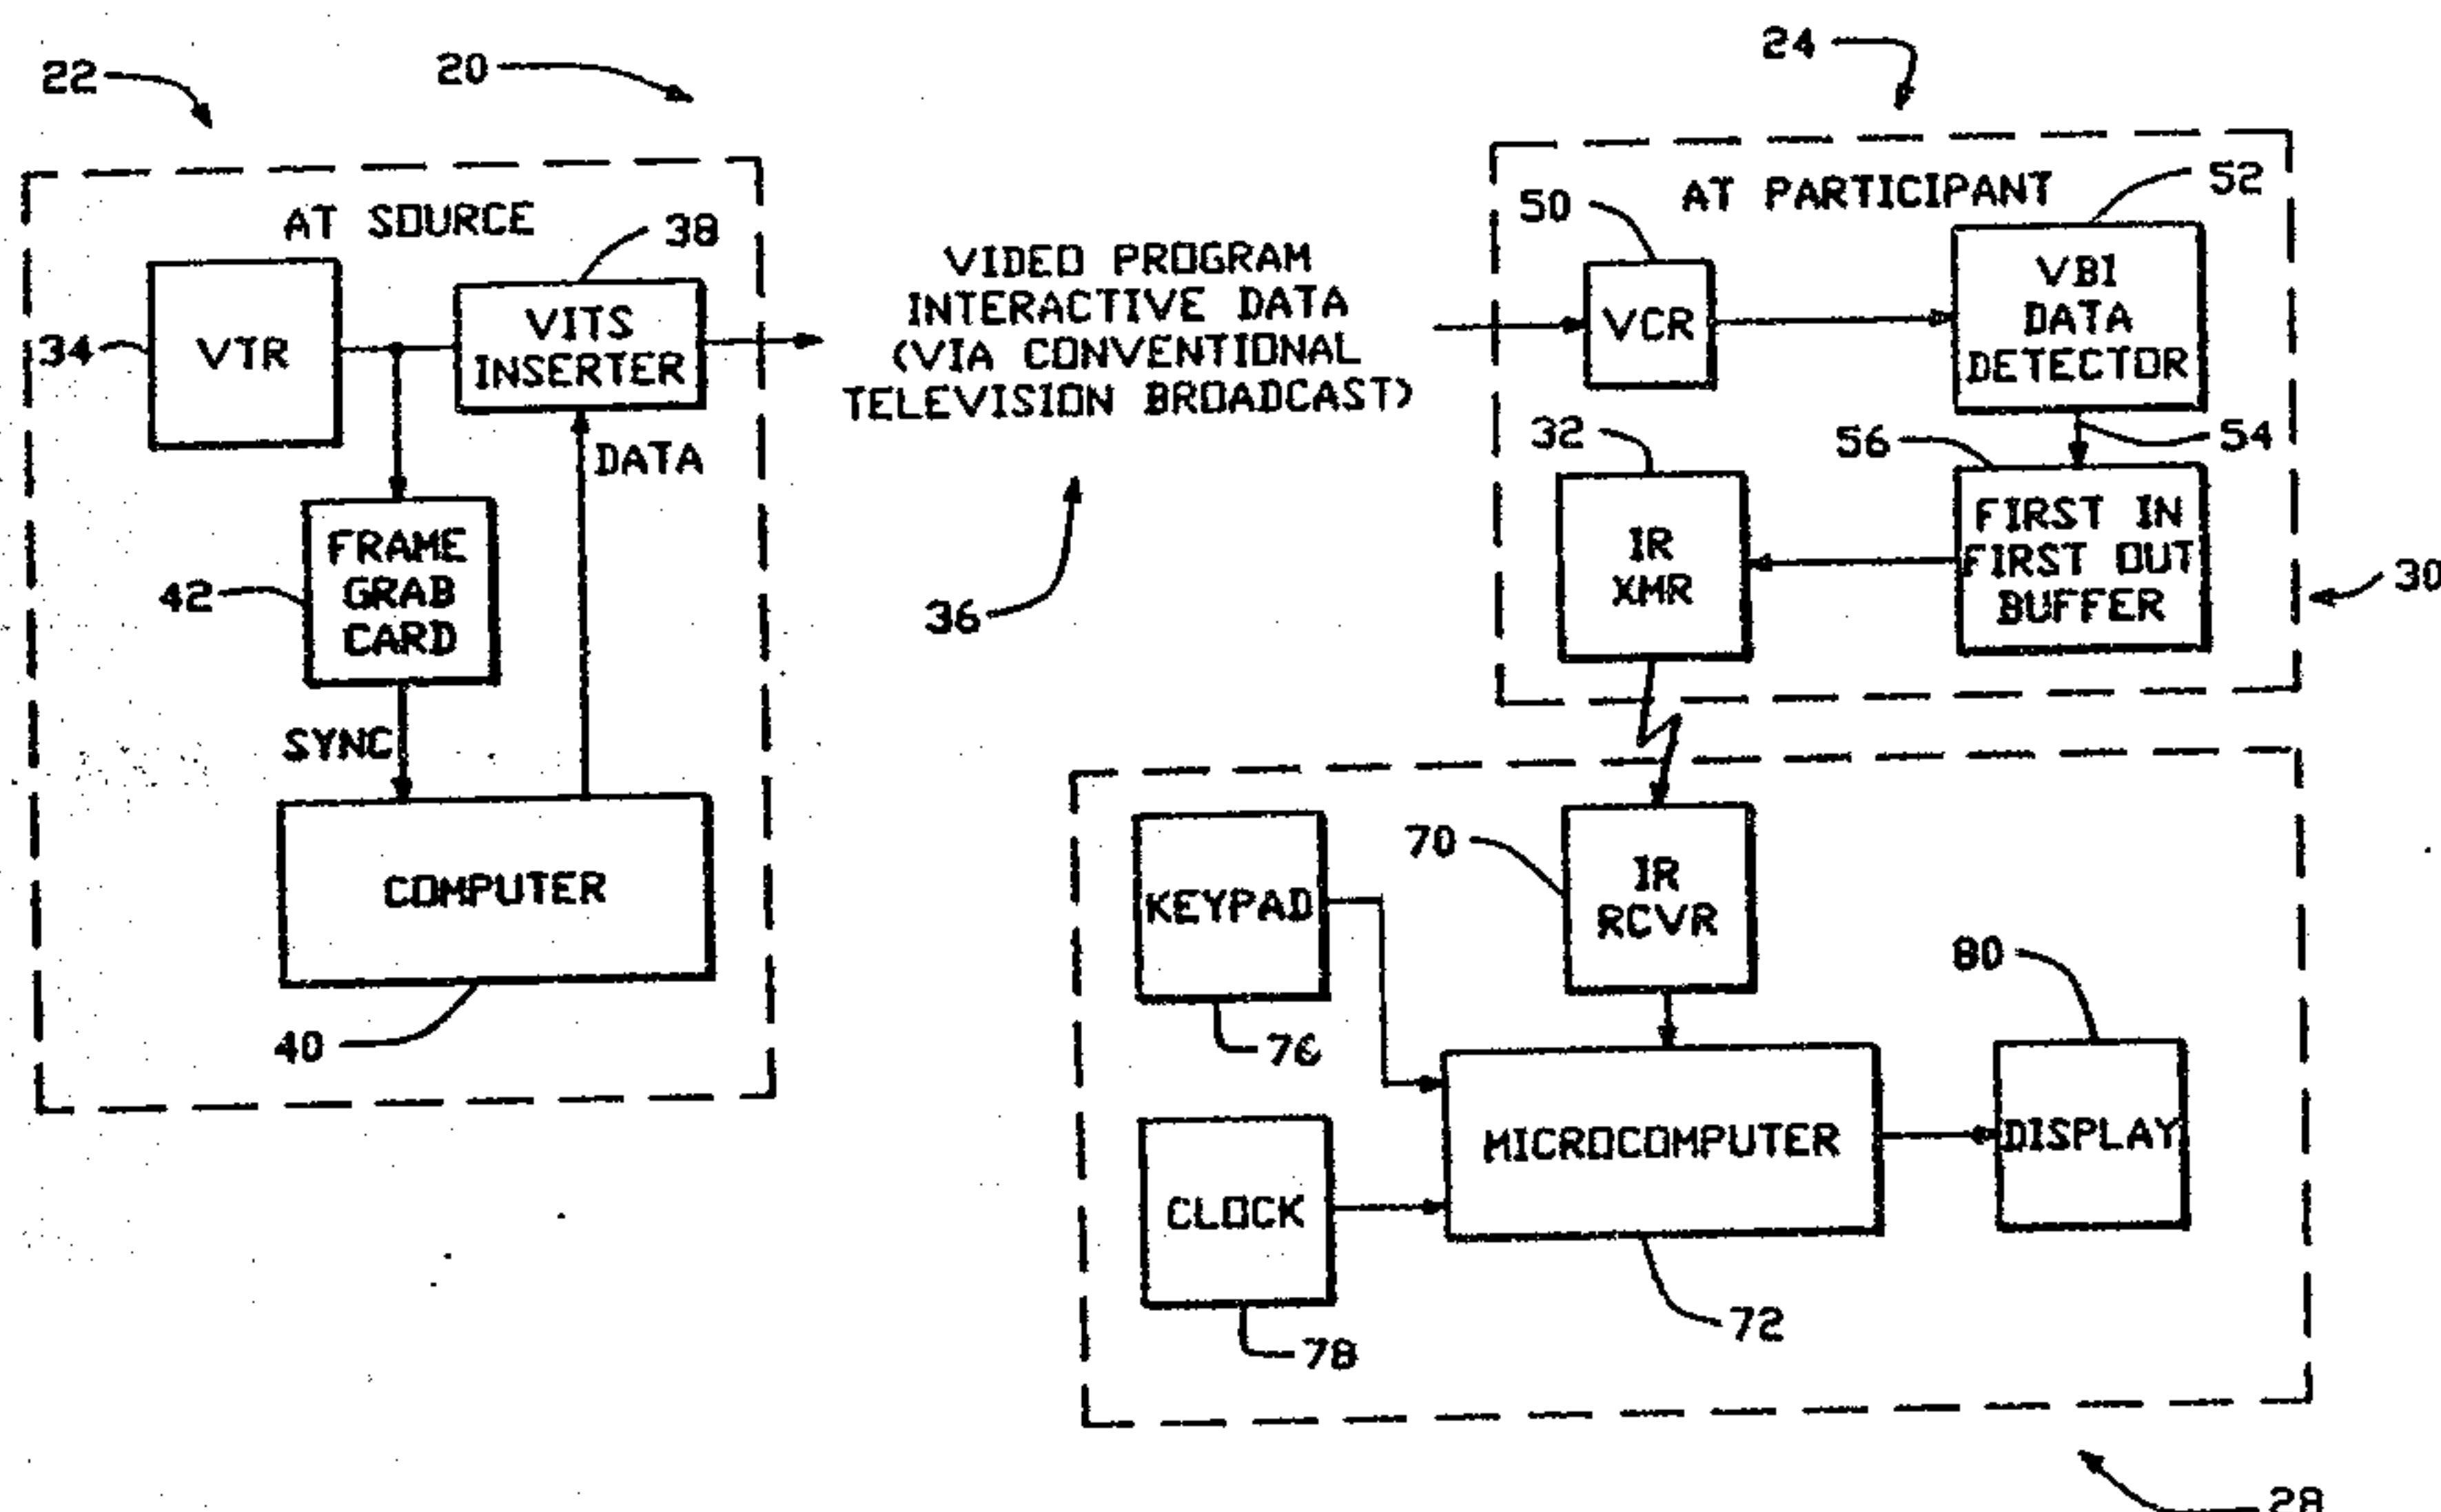 22
20
24
AT SOURCE
38
34
VTR
VITS
INSERTER
DATA
FRAME
GRAB
CARD
42
SYNC
COMPUTER
40
VIDEO PROGRAM
INTERACTIVE DATA
(VIA CONVENTIONAL
TELEVISION BROADCAST)
36
AT PARTICIPANT
50
52
VCR
VBI
DATA
DETECTOR
54
32
56
IR
XMR
FIRST IN
FIRST OUT
BUFFER
30
70
IR
RCVR
KEYPAD
76
80
MICROCOMPUTER
DISPLAY
CLOCK
72
78
28